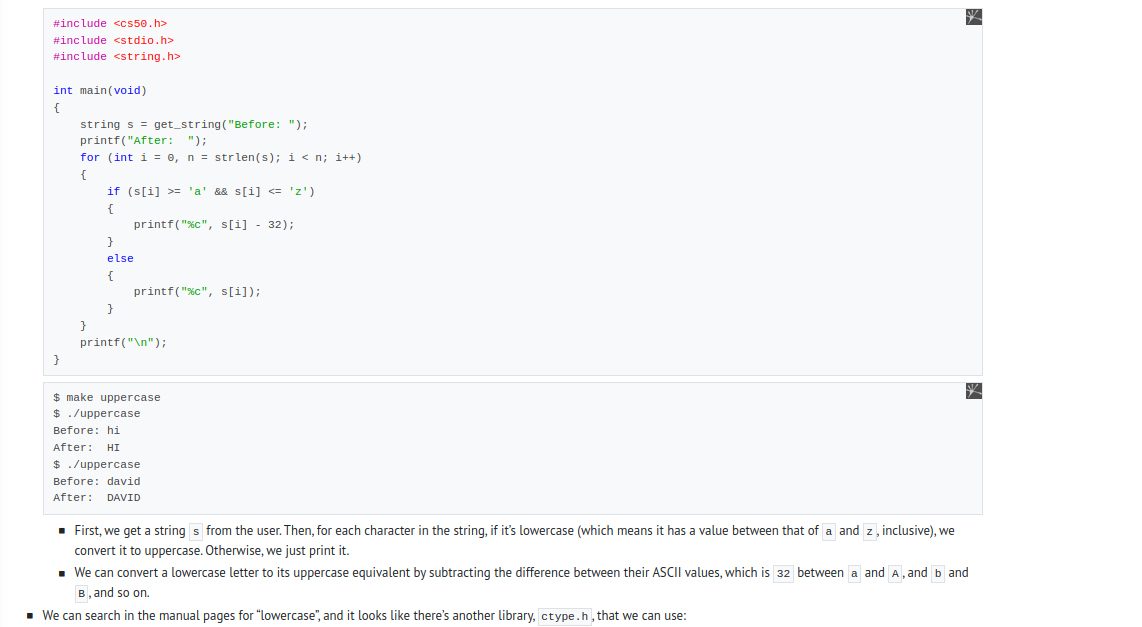 #include <cs50.h>
#include <stdio.h>
#include <string.h>

int main(void)
{
    string s = get_string("Before: ");
    printf("After:  ");
    for (int i = 0, n = strlen(s); i < n; i++)
    {
        if (s[i] >= 'a' && s[i] <= 'z')
        {
            printf("%c", s[i] - 32);
        }
        else
        {
            printf("%c", s[i]);
        }
    }
    printf("\n");
}
$ make uppercase
$ ./uppercase
Before: hi
After:  HI
$ ./uppercase
Before: david
After:  DAVID
▪ First, we get a string s from the user. Then, for each character in the string, if it’s lowercase (which means it has a value between that of a and z, inclusive), we
convert it to uppercase. Otherwise, we just print it.
▪ We can convert a lowercase letter to its uppercase equivalent by subtracting the difference between their ASCII values, which is 32 between a and A, and b and
B, and so on.
▪ We can search in the manual pages for “lowercase”, and it looks like there’s another library, ctype.h, that we can use: